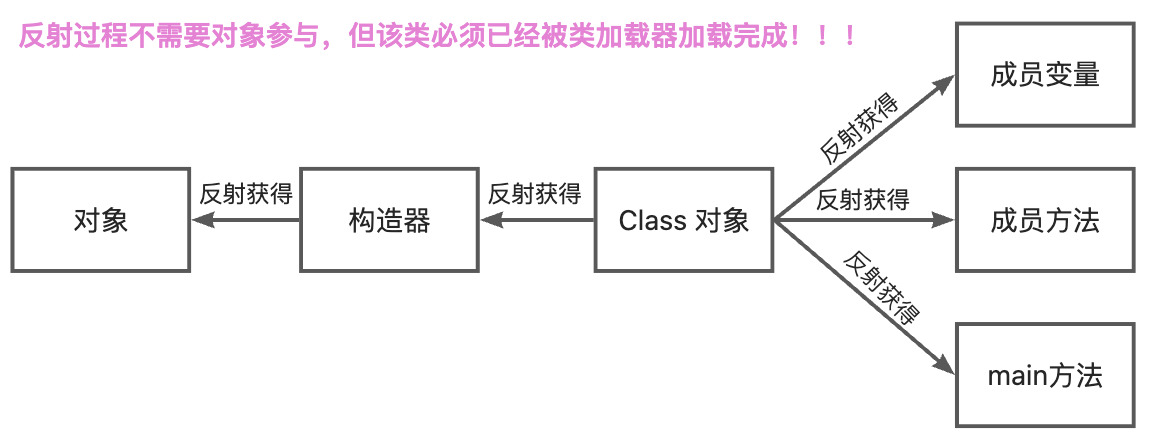 反射过程不需要对象参与，但该类必须已经被类加载器加载完成！！！
成员变量
反射获得
对象
反射获得
构造器
反射获得
Class 对象
反射获得
成员方法
反射获得
main方法